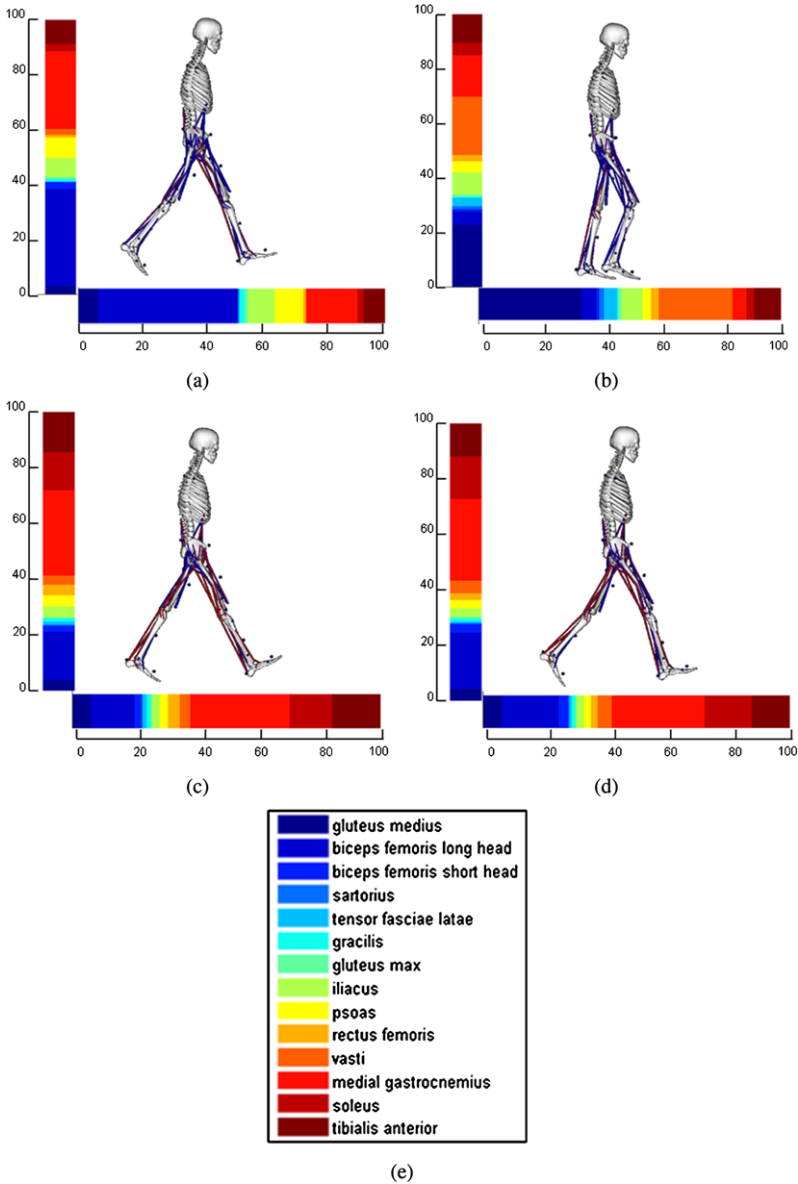 100
80
60
40
20
0
0 20 40 60 80 100
(a)
100
80
60
40
20
0
0 20 40 60 80 100
(b)
100
80
60
40
20
0
0 20 40 60 80 100
(c)
100
80
60
40
20
0
0 20 40 60 80 100
(d)
gluteus medius
biceps femoris long head
biceps femoris short head
sartorius
tensor fasciae latae
gracilis
gluteus max
iliacus
psoas
rectus femoris
vasti
medial gastrocnemius
soleus
tibialis anterior
(e)